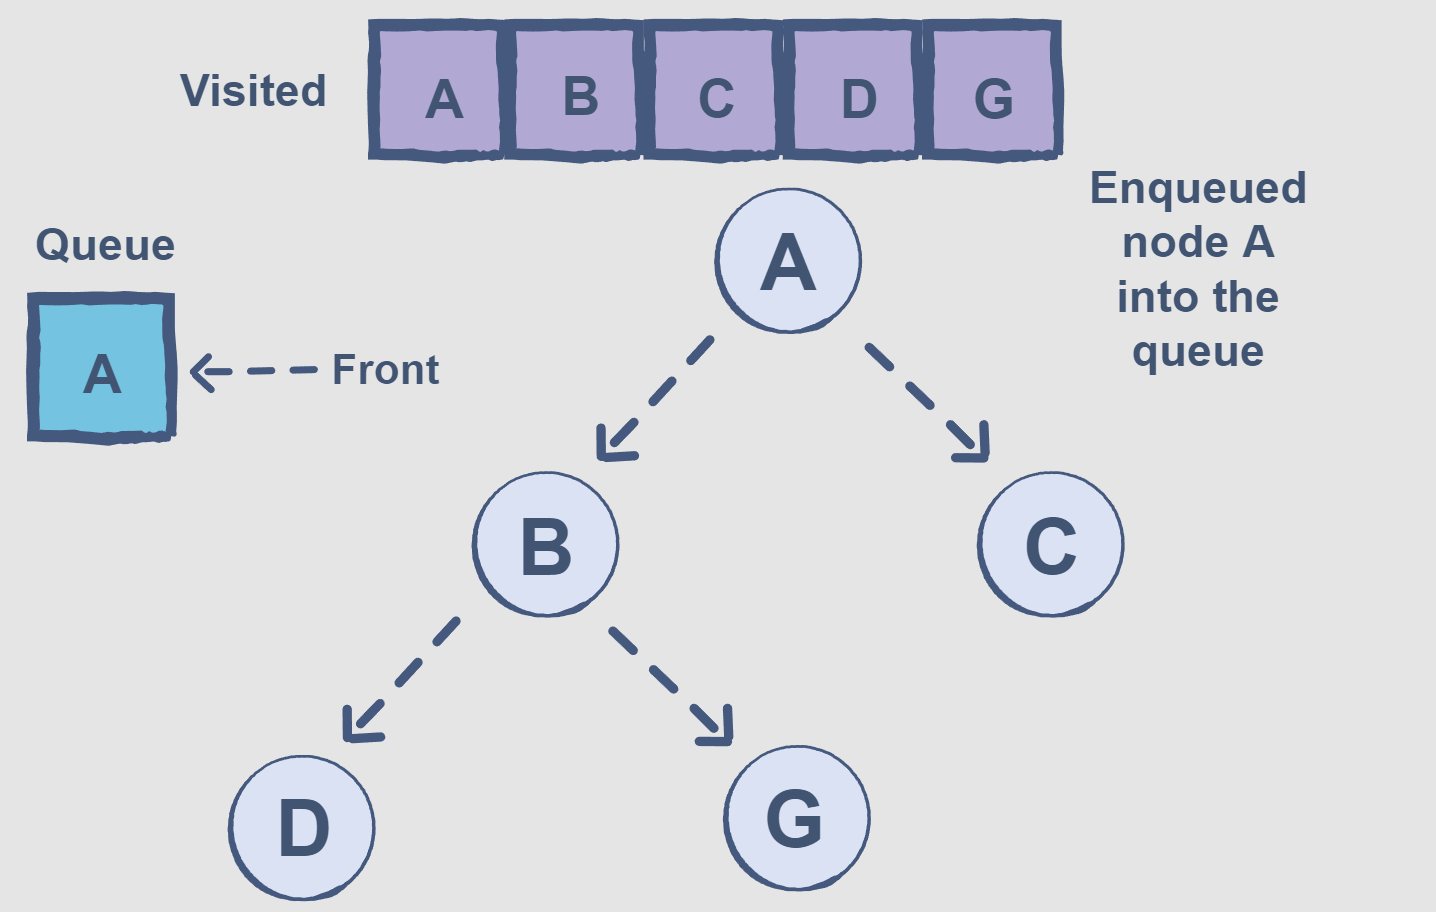 Visited
A B C D G
Enqueued
node A
into the
queue
Queue
A
Front
A
B
C
D
G